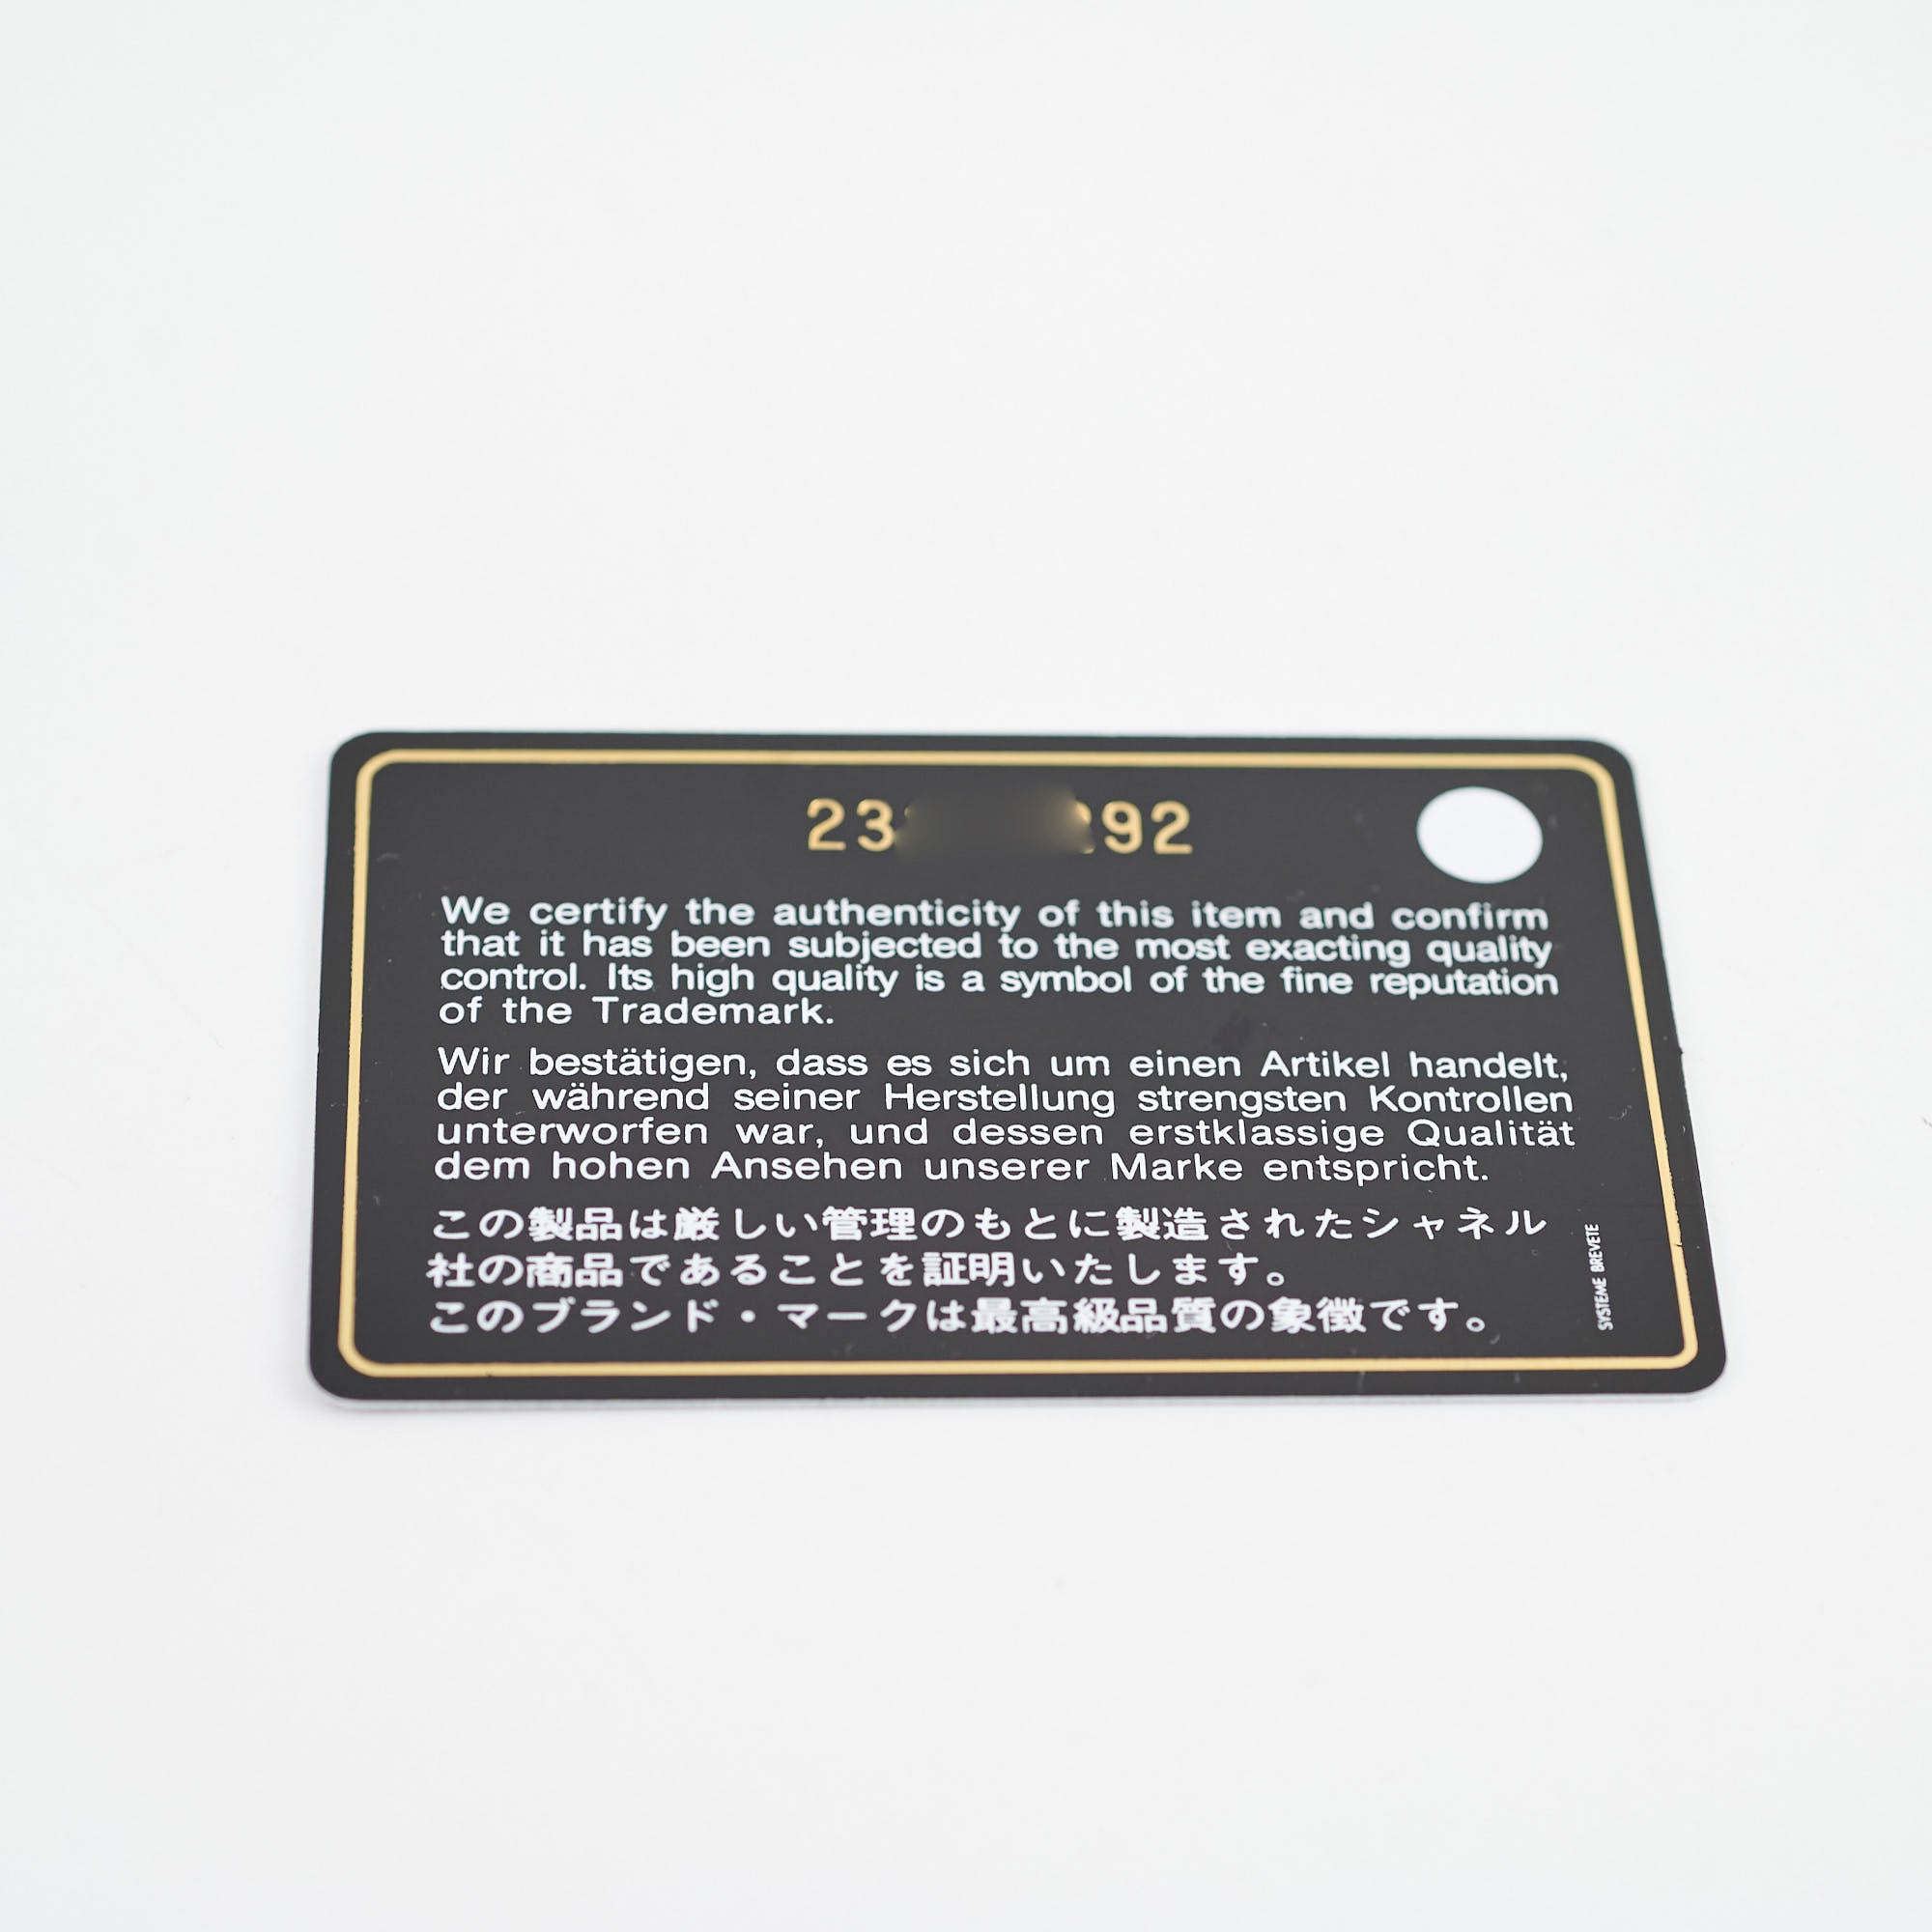 23 92
We certify the authenticity of this item and confirm
that it has been subjected to the most exacting quality
control. Its high quality is a symbol of the fine reputation
of the Trademark.
Wir bestätigen, dass es sich um einen Artikel handelt,
der während seiner Herstellung strengsten Kontrollen
unterworfen war, und dessen erstklassige Qualität
dem hohen Ansehen unserer Marke entspricht.
この製品は厳しい管理のもとに製造されたシャネル
社の商品であることを証明いたします。
このブランド・マークは最高級品質の象徴です。
SYSTEME BREVETE